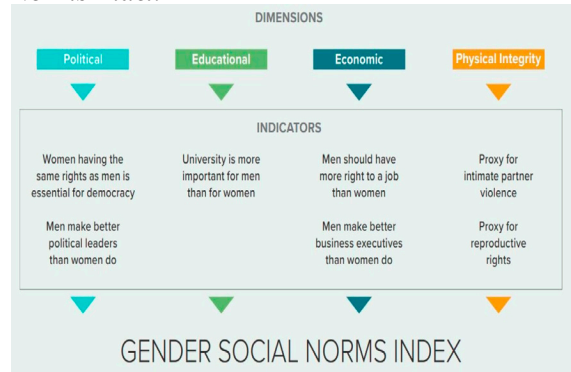 DIMENSIONS
Political
Educational
Economic
Physical Integrity
INDICATORS
Women having the
same rights as men is
essential for democracy
Men make better
political leaders
than women do
University is more
important for men
than for women
Men should have
more right to a job
than women
Men make better
business executives
than women do
Proxy for
intimate partner
violence
Proxy for
reproductive
rights
GENDER SOCIAL NORMS INDEX